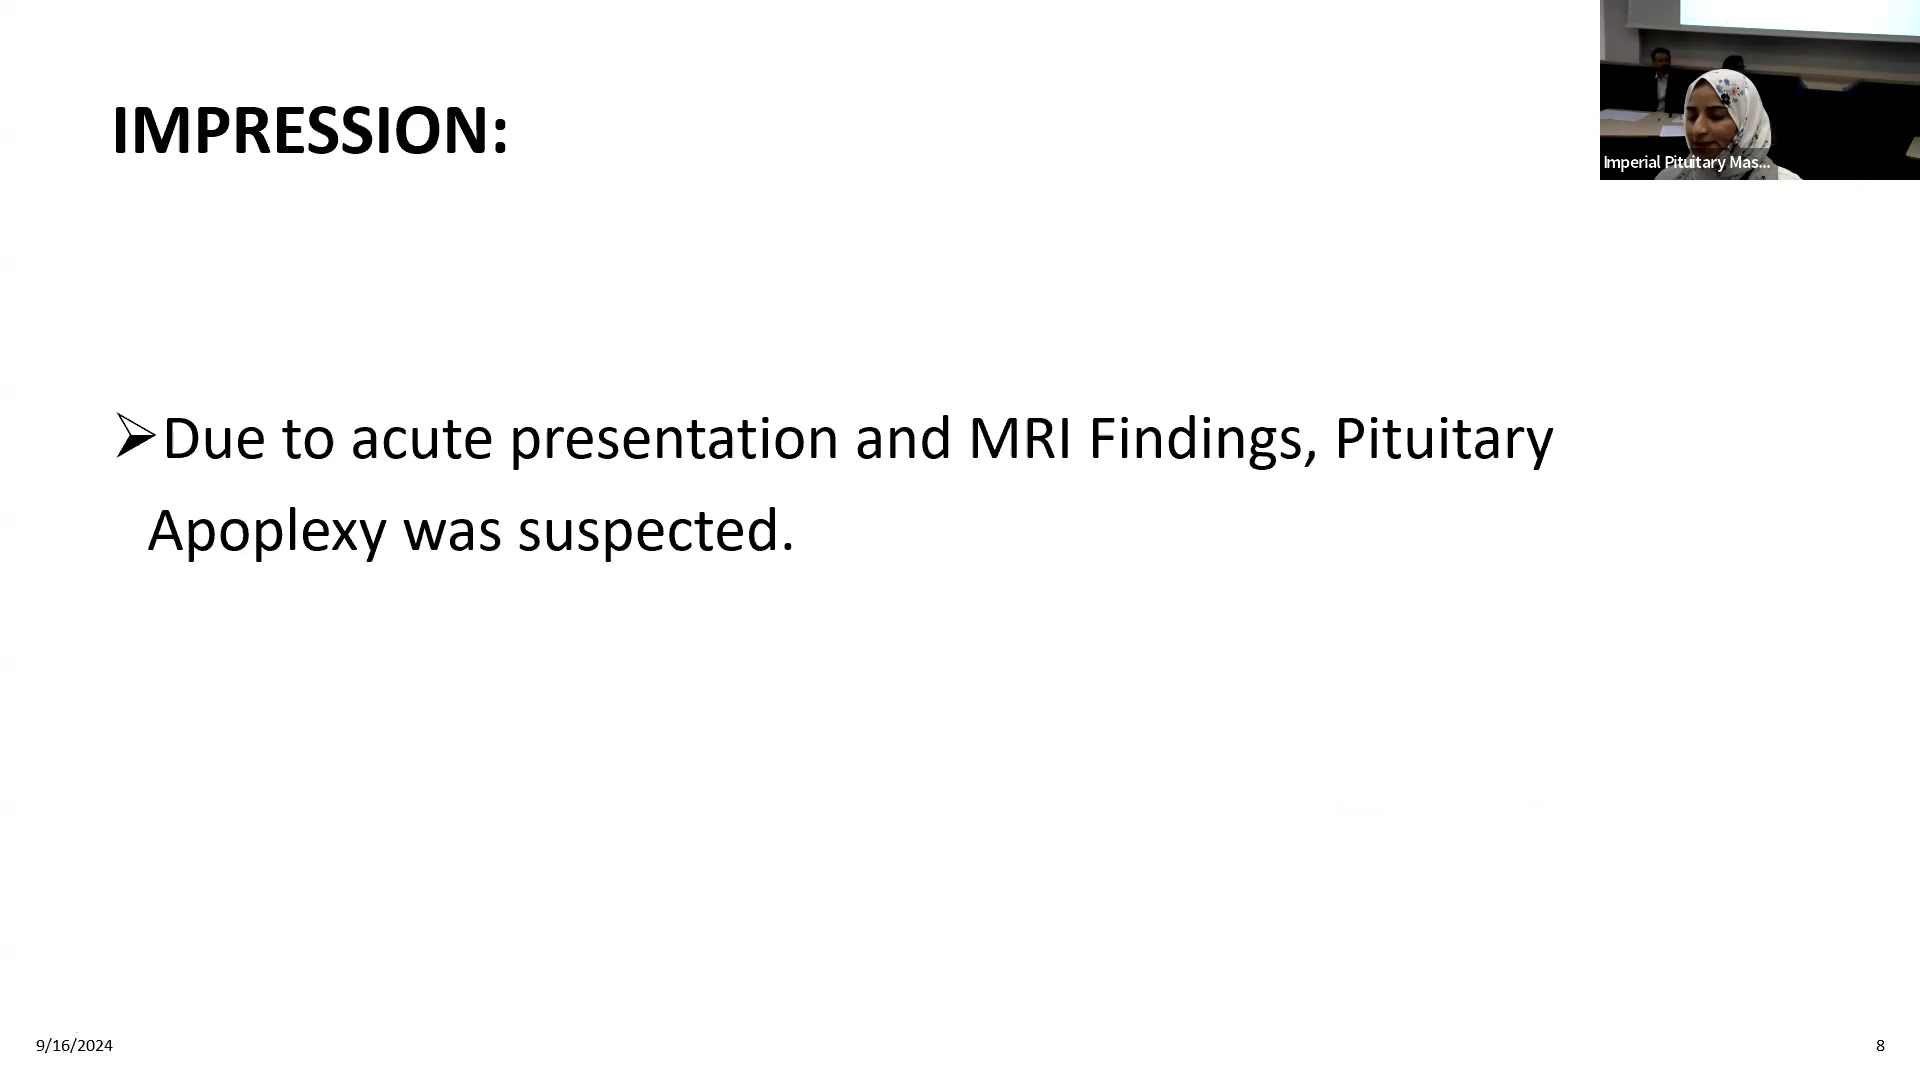 IMPRESSION:
Imperial Pituitary Mas...
➢Due to acute presentation and MRI Findings, Pituitary
Apoplexy was suspected.
9/16/2024
8